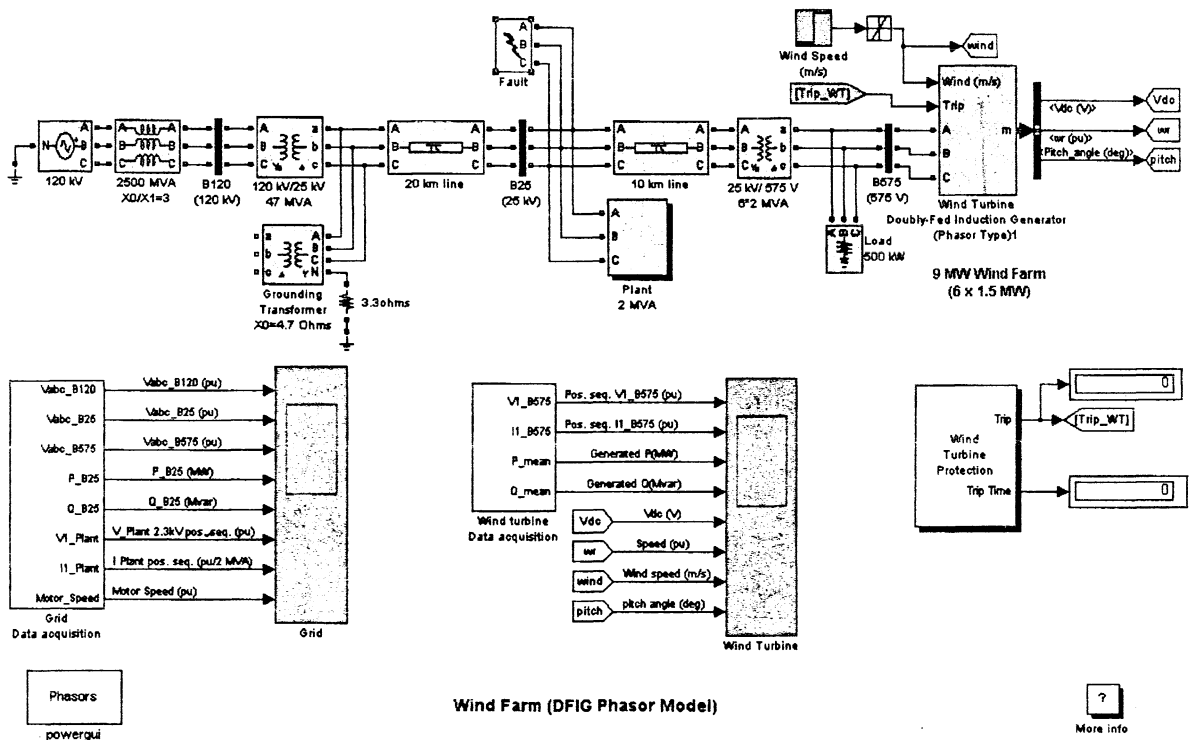 A
B
C
Fault
Wind Speed
(m/s)
wind
[Trip_WT]
Wind (m/s)
Trip
A
B
C
m
<Vdc (V)>
<wr (pu)>
<Pitch_angle (deg)>
Vdc
wr
pitch
N
A
B
C
120 kV
A
B
C
A
B
C
2500 MVA
X0/X1=3
B120
(120 kV)
A
B
C
a
b
c
120 kV/25 kV
47 MVA
A
B
C
A
B
C
20 km line
B25
(25 kV)
A
B
C
A
B
C
10 km line
A
B
C
a
b
c
25 kV/ 575 V
6*2 MVA
B575
(575 V)
Wind Turbine
Doubly-Fed Induction Generator
(Phasor Type)1
A
B
C
Load
500 kW
9 MW Wind Farm
(6 x 1.5 MW)
a
b
c
A
B
C
N
Grounding
Transformer
X0=4.7 Ohms
3.3ohms
A
B
C
Plant
2 MVA
Vabc_B120
Vabc_B120 (pu)
Vabc_B25
Vabc_B25 (pu)
Vabc_B575
Vabc_B575 (pu)
P_B25
P_B25 (MW)
Q_B25
Q_B25 (Mvar)
V1_Plant
V_Plant 2.3kV pos._seq. (pu)
I1_Plant
I Plant pos. seq. (pu/2 MVA)
Motor_Speed
Motor Speed (pu)
Grid
Data acquisition
Grid
V1_B575
Pos. seq. V1_B575 (pu)
I1_B575
Pos. seq. I1_B575 (pu)
P_mean
Generated P(MW)
Q_mean
Generated Q(Mvar)
Wind turbine
Data acquisition
Vdc
Vdc (V)
wr
Speed (pu)
wind
Wind speed (m/s)
pitch
pitch angle (deg)
Wind Turbine
Wind
Turbine
Protection
Trip
Trip Time
0
[Trip_WT]
0
Phasors
powergui
Wind Farm (DFIG Phasor Model)
?
More info